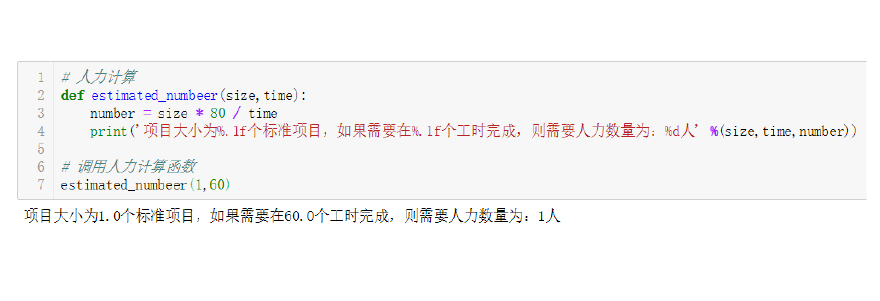 1 # 人力计算
2 def estimated_numbeer(size,time):
3 number = size * 80 / time
4 print('项目大小为%.1f个标准项目，如果需要在%.1f个工时完成，则需要人力数量为：%d人' %(size,time,number))
5
6 # 调用人力计算函数
7 estimated_numbeer(1,60)
项目大小为1.0个标准项目，如果需要在60.0个工时完成，则需要人力数量为：1人